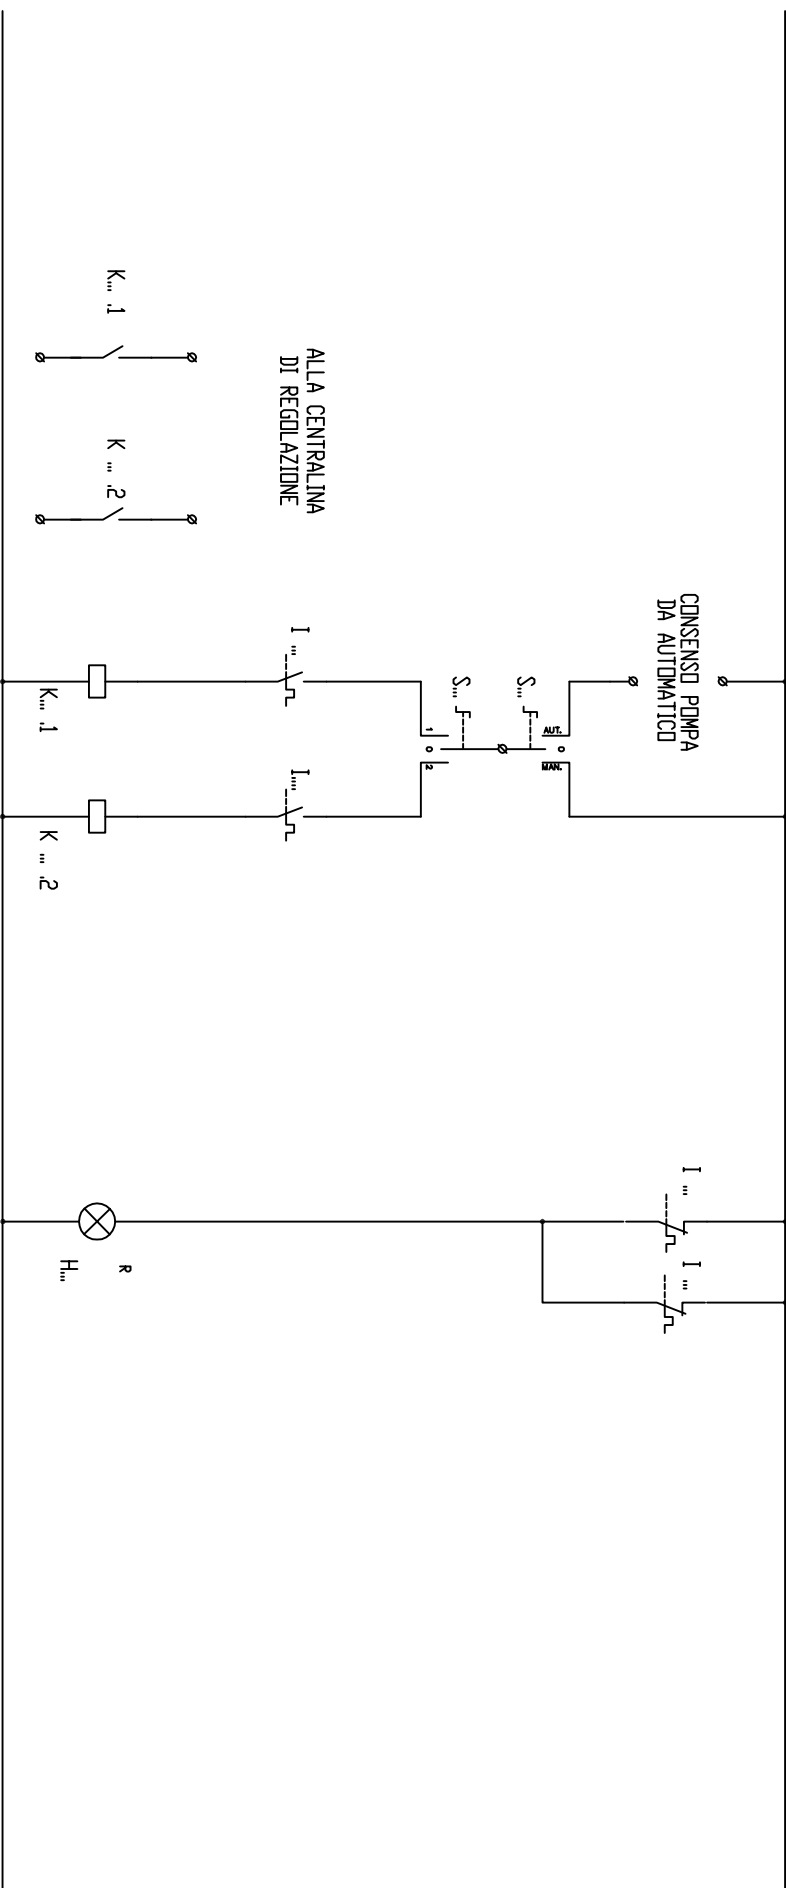 CONSENSO POMPA
DA AUTOMATICO
I ...
I ...
S...
AUT.
O
MAN.
S...
1
O
2
ALLA CENTRALINA
DI REGOLAZIONE
I ...
I....
K... .1
K ... .2
K... .1
K ... .2
R
H...